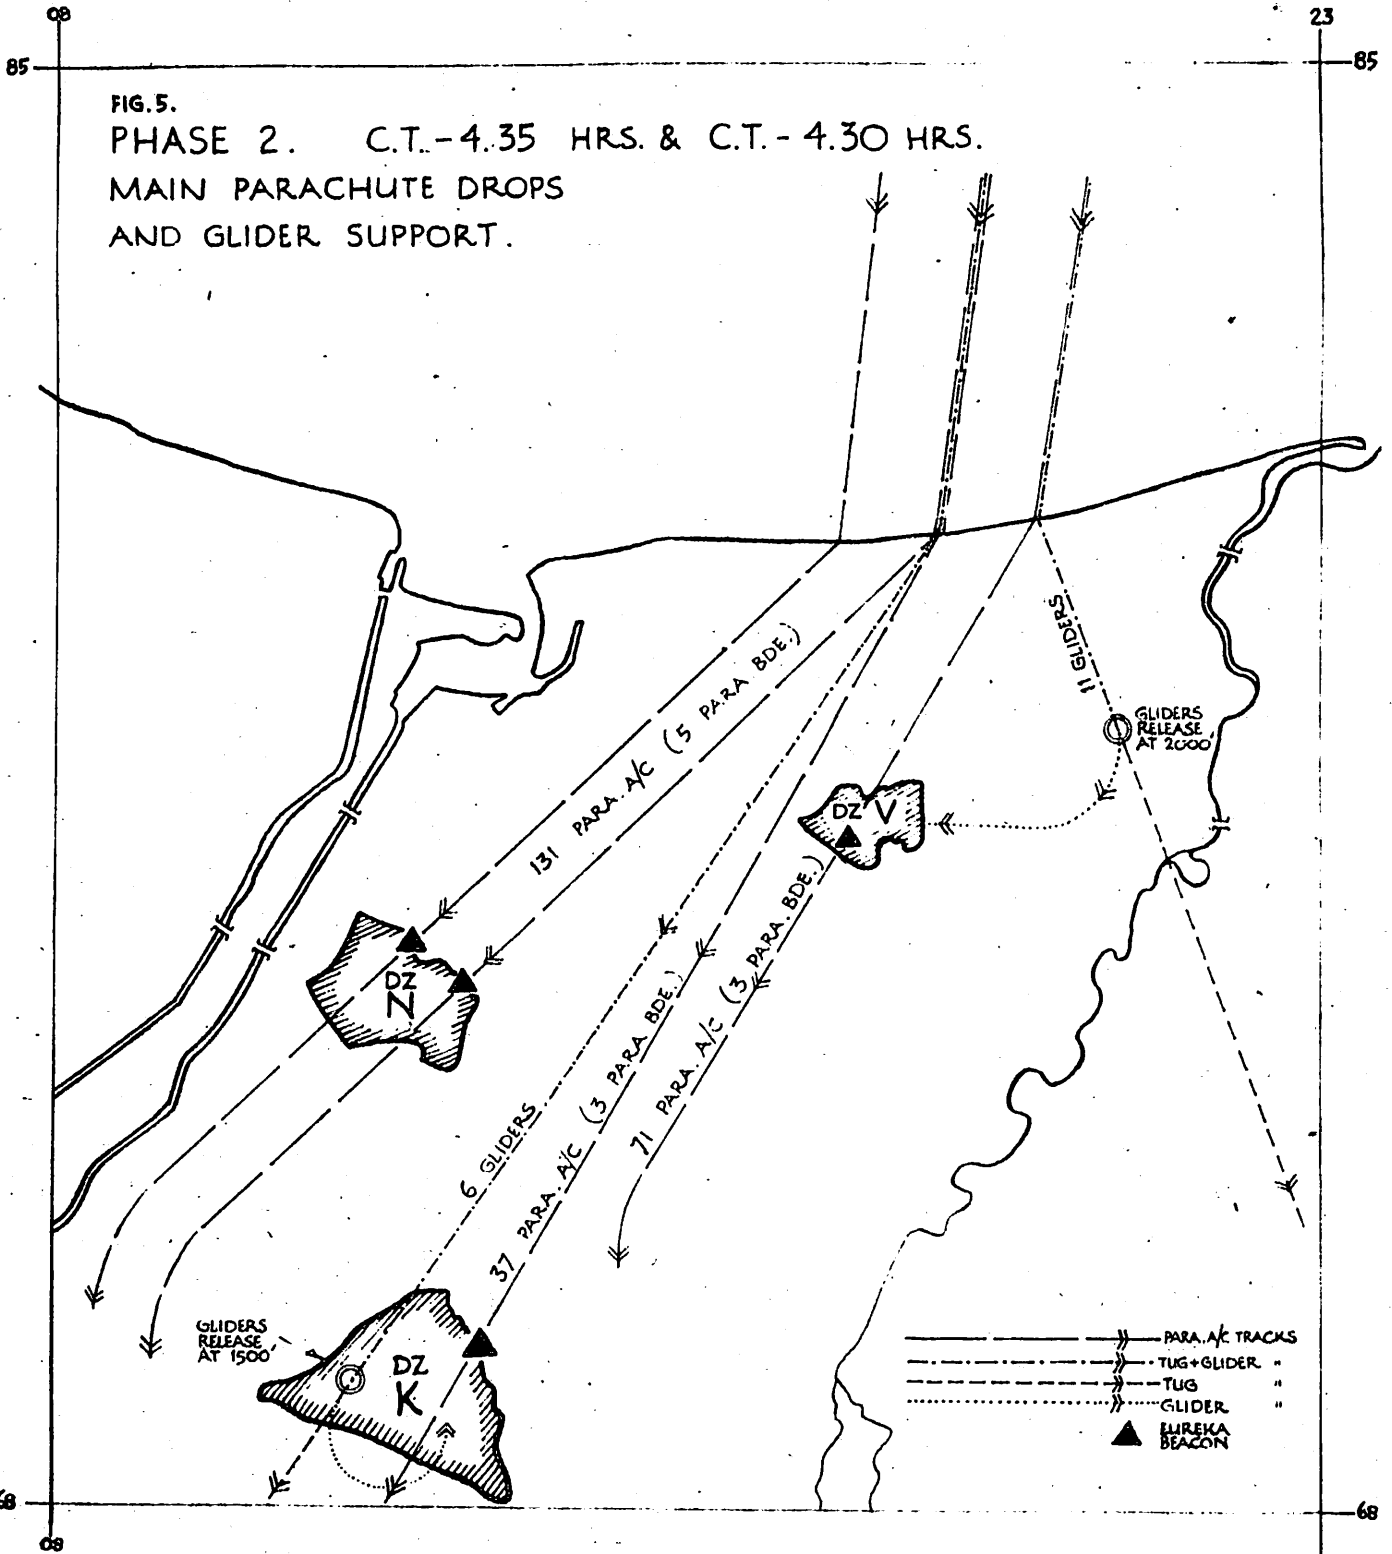 08
23
85
85
FIG. 5.
PHASE 2. C.T. - 4.35 HRS. & C.T. - 4.30 HRS.
MAIN PARACHUTE DROPS
AND GLIDER SUPPORT.
11 GLIDERS
GLIDERS
RELEASE
AT 2000'
131 PARA. A/C (5 PARA BDE.)
DZ V
DZ
N
6 GLIDERS
37 PARA. A/C (3 PARA BDE.)
71 PARA. A/C (3 PARA. BDE.)
GLIDERS
RELEASE
AT 1500'
DZ
K
PARA. A/C TRACKS
TUG+GLIDER "
TUG "
GLIDER "
EUREKA
BEACON
68
68
08